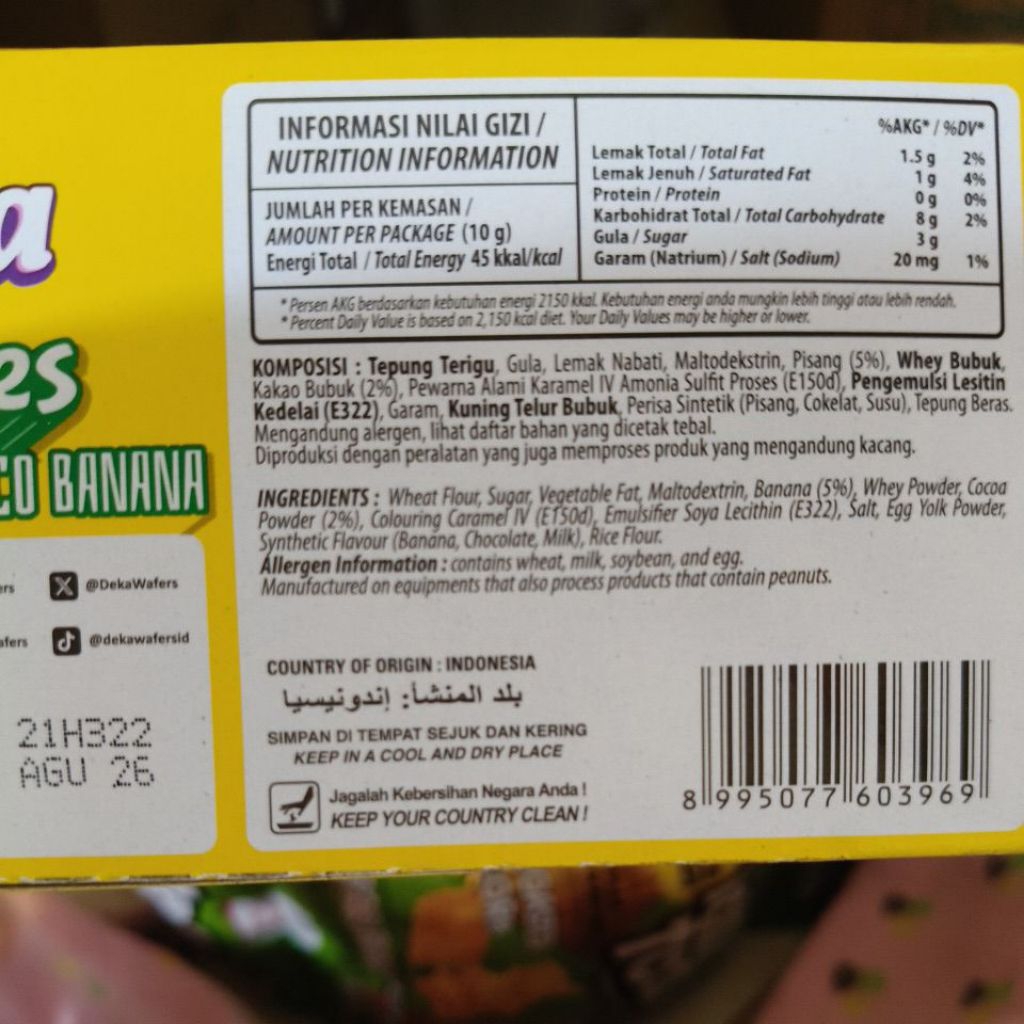 a
es
CO BANANA
ers
@DekaWafers
afers
@dekawafersid
21H322
AGU 26
INFORMASI NILAI GIZI /
NUTRITION INFORMATION
JUMLAH PER KEMASAN /
AMOUNT PER PACKAGE (10 g)
Energi Total / Total Energy 45 kkal/kcal
%AKG* / %DV*
Lemak Total / Total Fat 1.5 g 2%
Lemak Jenuh / Saturated Fat 1 g 4%
Protein / Protein 0 g 0%
Karbohidrat Total / Total Carbohydrate 8 g 2%
Gula / Sugar 3 g
Garam (Natrium) / Salt (Sodium) 20 mg 1%
* Persen AKG berdasarkan kebutuhan energi 2150 kkal. Kebutuhan energi anda mungkin lebih tinggi atau lebih rendah.
* Percent Daily Value is based on 2,150 kcal diet. Your Daily Values may be higher or lower.
KOMPOSISI : Tepung Terigu, Gula, Lemak Nabati, Maltodekstrin, Pisang (5%), Whey Bubuk,
Kakao Bubuk (2%), Pewarna Alami Karamel IV Amonia Sulfit Proses (E150d), Pengemulsi Lesitin
Kedelai (E322), Garam, Kuning Telur Bubuk, Perisa Sintetik (Pisang, Cokelat, Susu), Tepung Beras.
Mengandung alergen, lihat daftar bahan yang dicetak tebal.
Diproduksi dengan peralatan yang juga memproses produk yang mengandung kacang.
INGREDIENTS : Wheat Flour, Sugar, Vegetable Fat, Maltodextrin, Banana (5%), Whey Powder, Cocoa
Powder (2%), Colouring Caramel IV (E150d), Emulsifier Soya Lecithin (E322), Salt, Egg Yolk Powder,
Synthetic Flavour (Banana, Chocolate, Milk), Rice Flour.
Allergen Information : contains wheat, milk, soybean, and egg.
Manufactured on equipments that also process products that contain peanuts.
COUNTRY OF ORIGIN : INDONESIA
بلد المنشأ: إندونيسيا
SIMPAN DI TEMPAT SEJUK DAN KERING
KEEP IN A COOL AND DRY PLACE
Jagalah Kebersihan Negara Anda !
KEEP YOUR COUNTRY CLEAN !
8 995077 603969